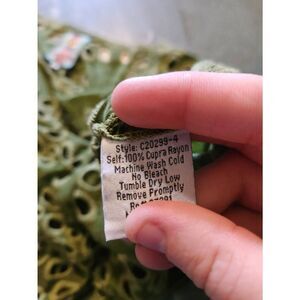 Style: C20299-4
Self:100% Cupra Rayon
Machine Wash Cold
No Bleach
Tumble Dry Low
Remove Promptly